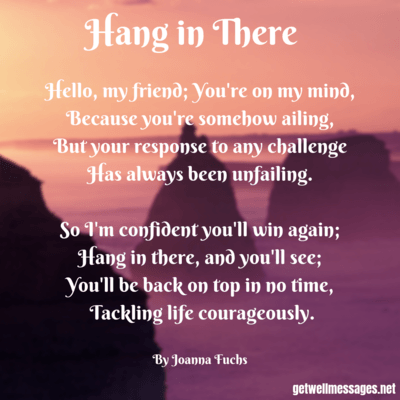 Hang in There
Hello, my friend; You're on my mind,
Because you're somehow ailing,
But your response to any challenge
Has always been unfailing.
So I'm confident you'll win again;
Hang in there, and you'll see;
You'll be back on top in no time,
Tackling life courageously.
By Joanna Fuchs
getwellmessages.net